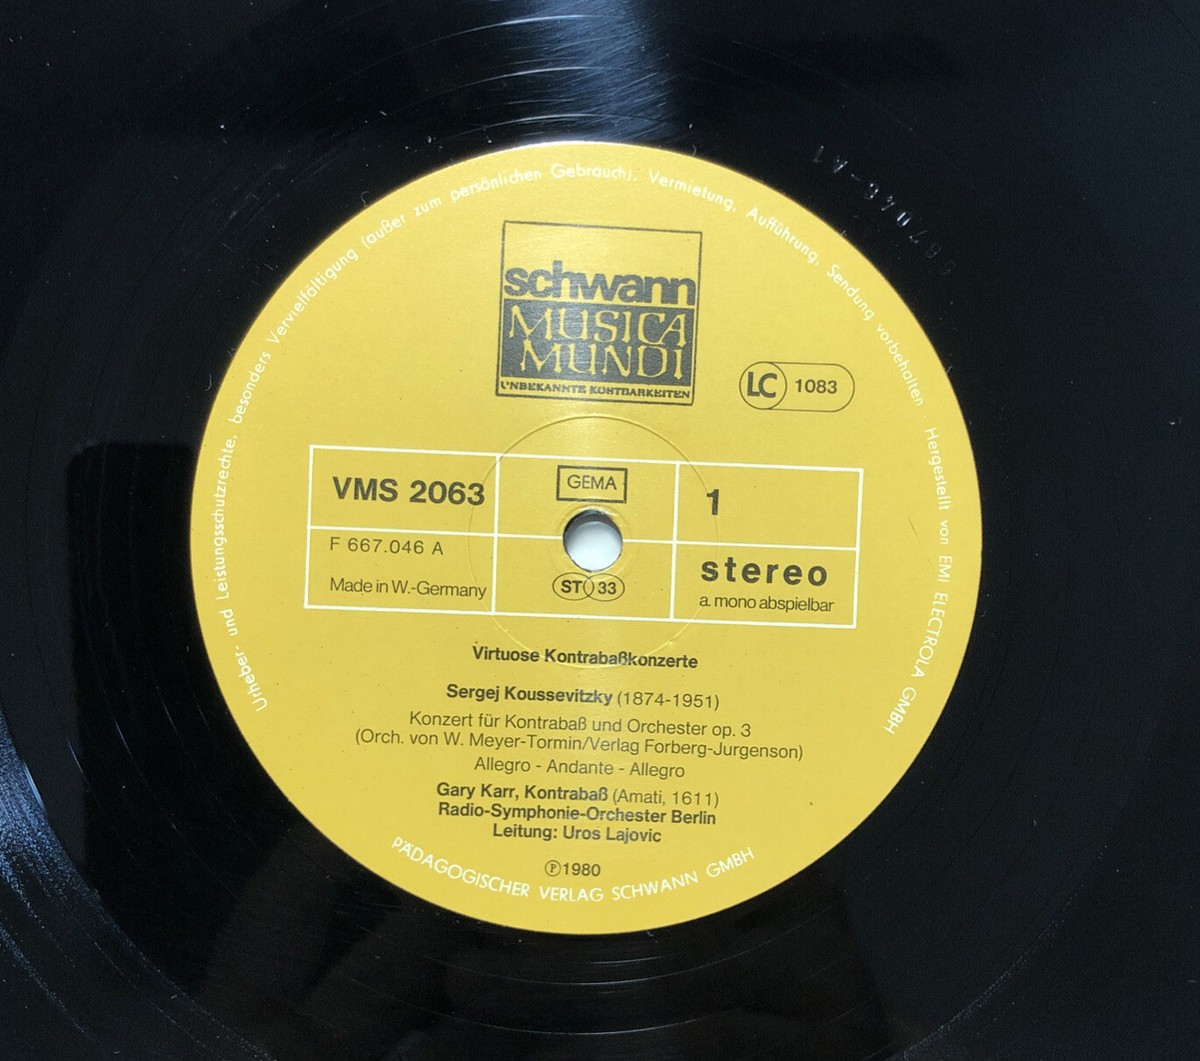 Urheber- und Leistungsschutzrechte, besonders Vervielfältigung (außer zum persönlichen Gebrauch), Vermietung, Aufführung, Sendung vorbehalten
Hergestellt von EMI ELECTROLA GMBH
schwann
MUSICA
MUNDI
UNBEKANNTE KOSTBARKEITEN
LC 1083
VMS 2063
GEMA
1
F 667.046 A
Made in W.-Germany
ST 33
stereo
a. mono abspielbar
Virtuose Kontrabaßkonzerte
Sergej Koussevitzky (1874-1951)
Konzert für Kontrabaß und Orchester op. 3
(Orch. von W. Meyer-Tormin/Verlag Forberg-Jurgenson)
Allegro - Andante - Allegro
Gary Karr, Kontrabaß (Amati, 1611)
Radio-Symphonie-Orchester Berlin
Leitung: Uros Lajovic
℗1980
PÄDAGOGISCHER VERLAG SCHWANN GMBH